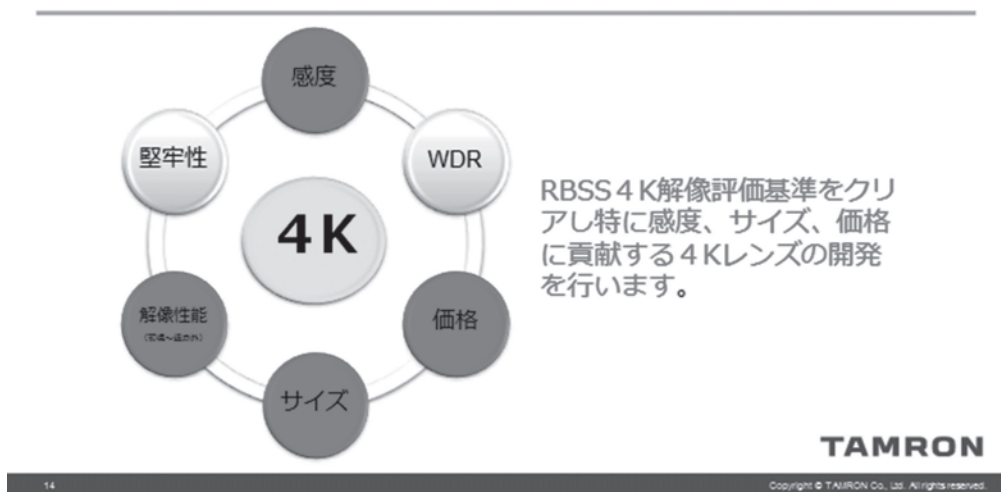 感度
堅牢性
WDR
4K
解像性能
価格
サイズ
RBSS4K解像評価基準をクリ
アし特に感度、サイズ、価格
に貢献する4Kレンズの開発
を行います。
TAMRON
14
Copyright © TAMRON Co., Ltd. All rights reserved.